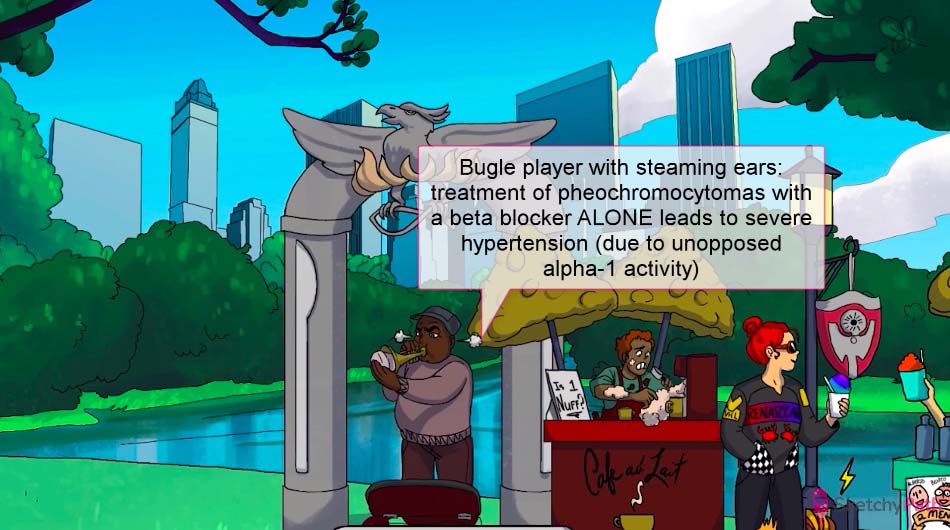 Bugle player with steaming ears:
treatment of pheochromocytomas with
a beta blocker ALONE leads to severe
hypertension (due to unopposed
alpha-1 activity)
Is 1
'Nuff?
Cafe au Lait